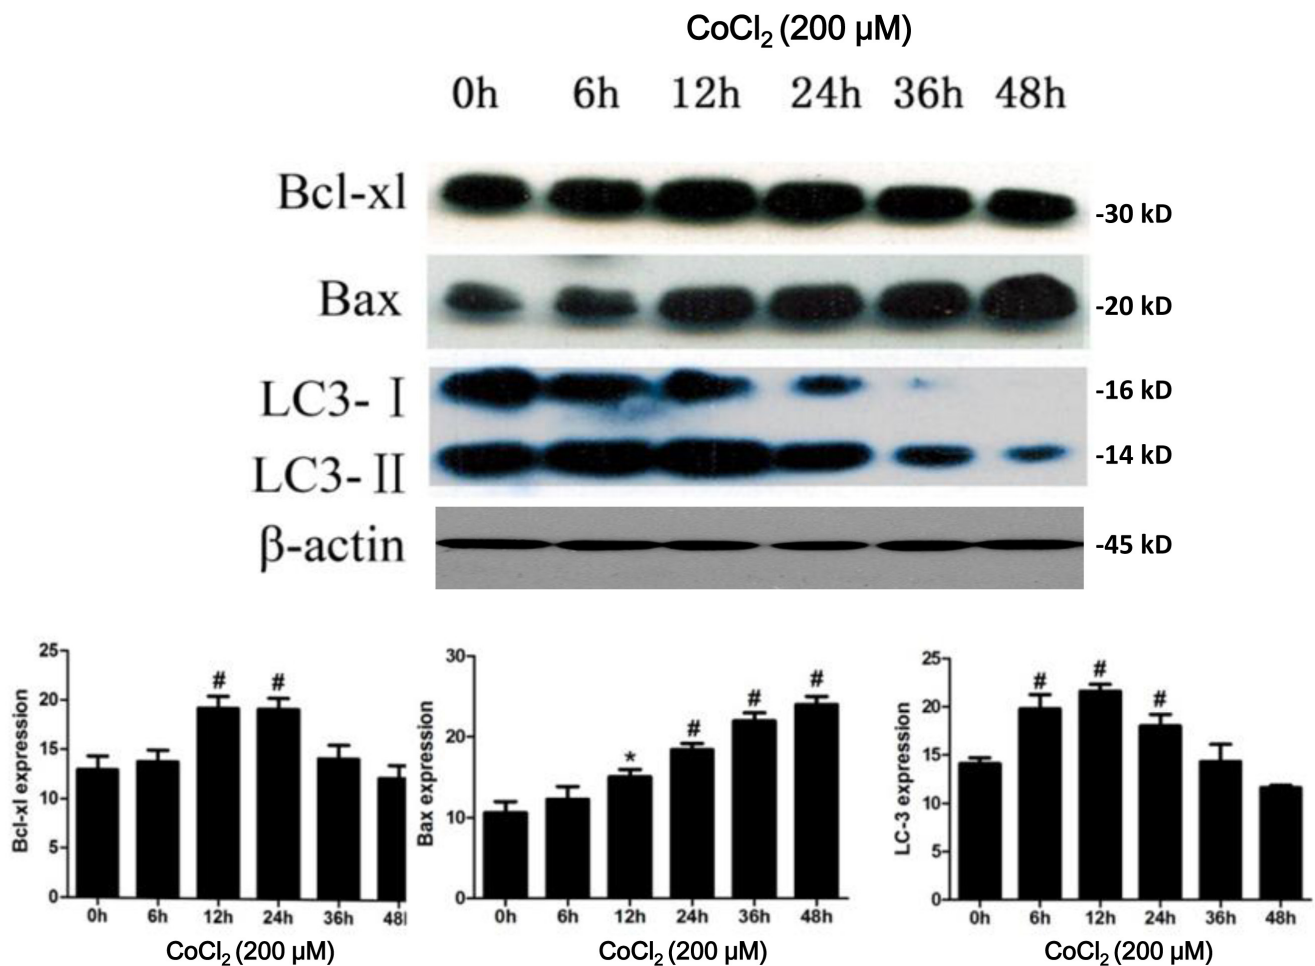 CoCl₂ (200 µM)
0h 6h 12h 24h 36h 48h
Bcl-xl
-30 kD
Bax
-20 kD
LC3-Ⅰ
-16 kD
LC3-Ⅱ
-14 kD
β-actin
-45 kD
Bcl-xl expression
25
20
15
10
5
0
# #
0h 6h 12h 24h 36h 48
CoCl₂ (200 µM)
Bax expression
30
20
10
0
* # # #
0h 6h 12h 24h 36h 48h
CoCl₂ (200 µM)
LC-3 expression
25
20
15
10
5
0
# # #
0h 6h 12h 24h 36h 48h
CoCl₂ (200 µM)